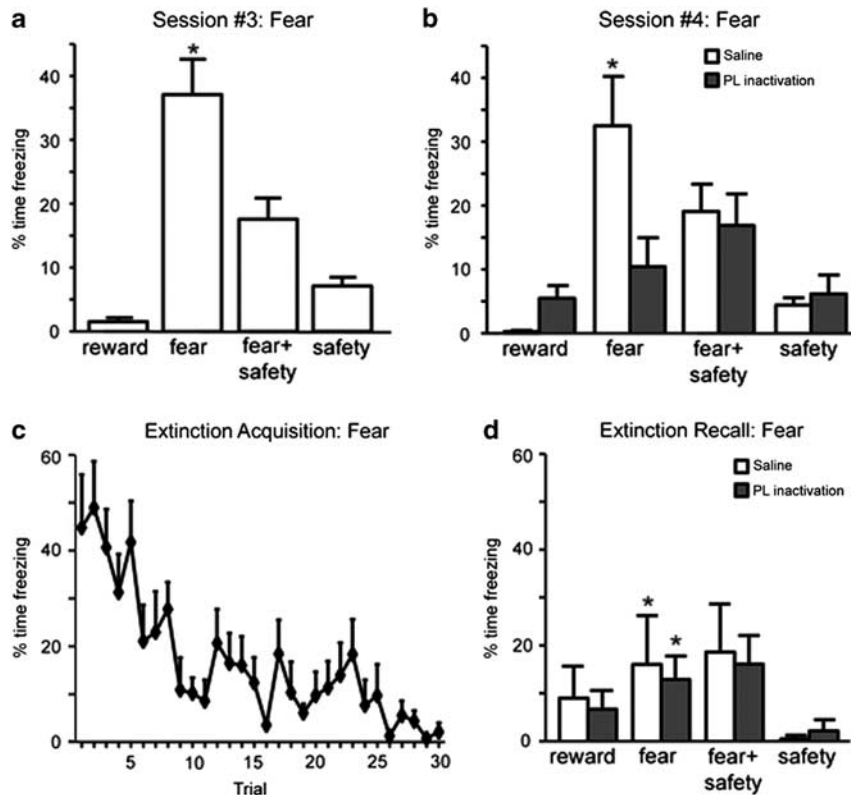 a
Session #3: Fear
% time freezing
40
35
30
20
10
0
*
reward
fear
fear+
safety
safety
b
Session #4: Fear
Saline
PL inactivation
% time freezing
40
30
20
10
0
*
reward
fear
fear+
safety
safety
c
Extinction Acquisition: Fear
% time freezing
60
40
20
0
5
10
15
20
25
30
Trial
d
Extinction Recall: Fear
Saline
PL inactivation
% time freezing
60
40
20
0
*
*
reward
fear
fear+
safety
safety